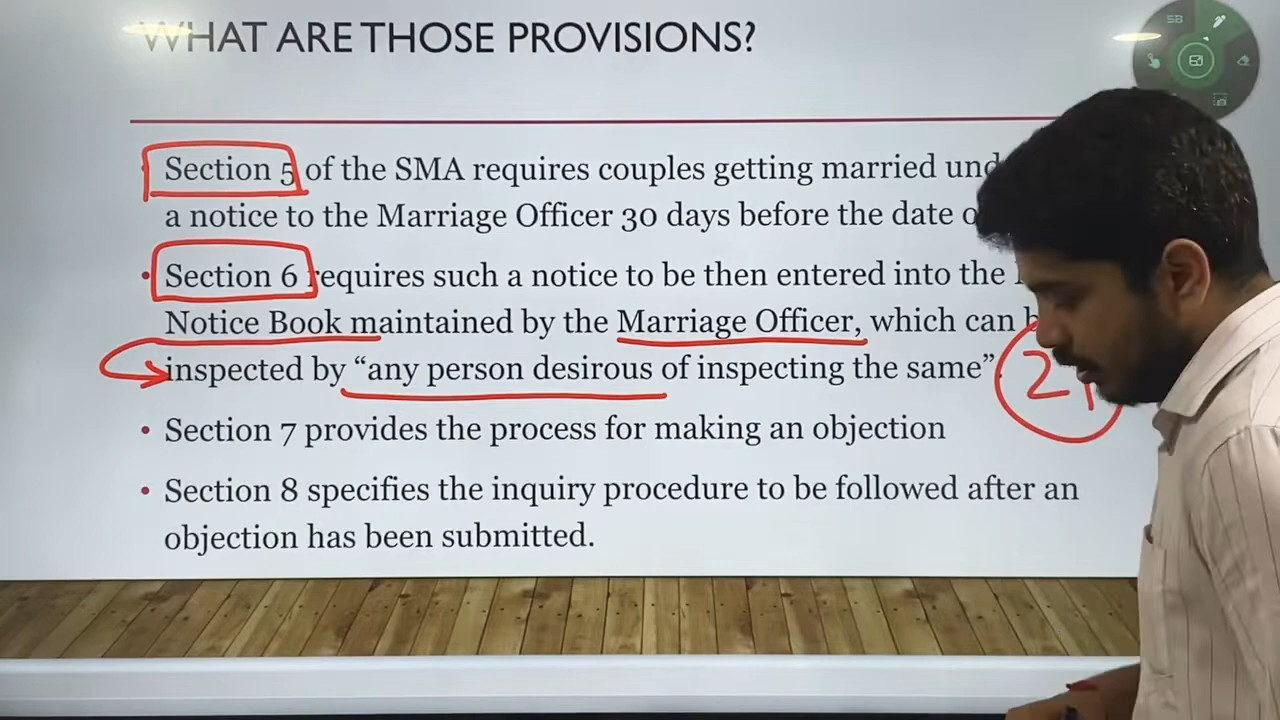 WHAT ARE THOSE PROVISIONS?
SB
Section 5 of the SMA requires couples getting married
a notice to the Marriage Officer 30 days before the date
Section 6 requires such a notice to be then entered into the
Notice Book maintained by the Marriage Officer, which can
inspected by “any person desirous of inspecting the same”.
• Section 7 provides the process for making an objection
• Section 8 specifies the inquiry procedure to be followed after an
objection has been submitted.